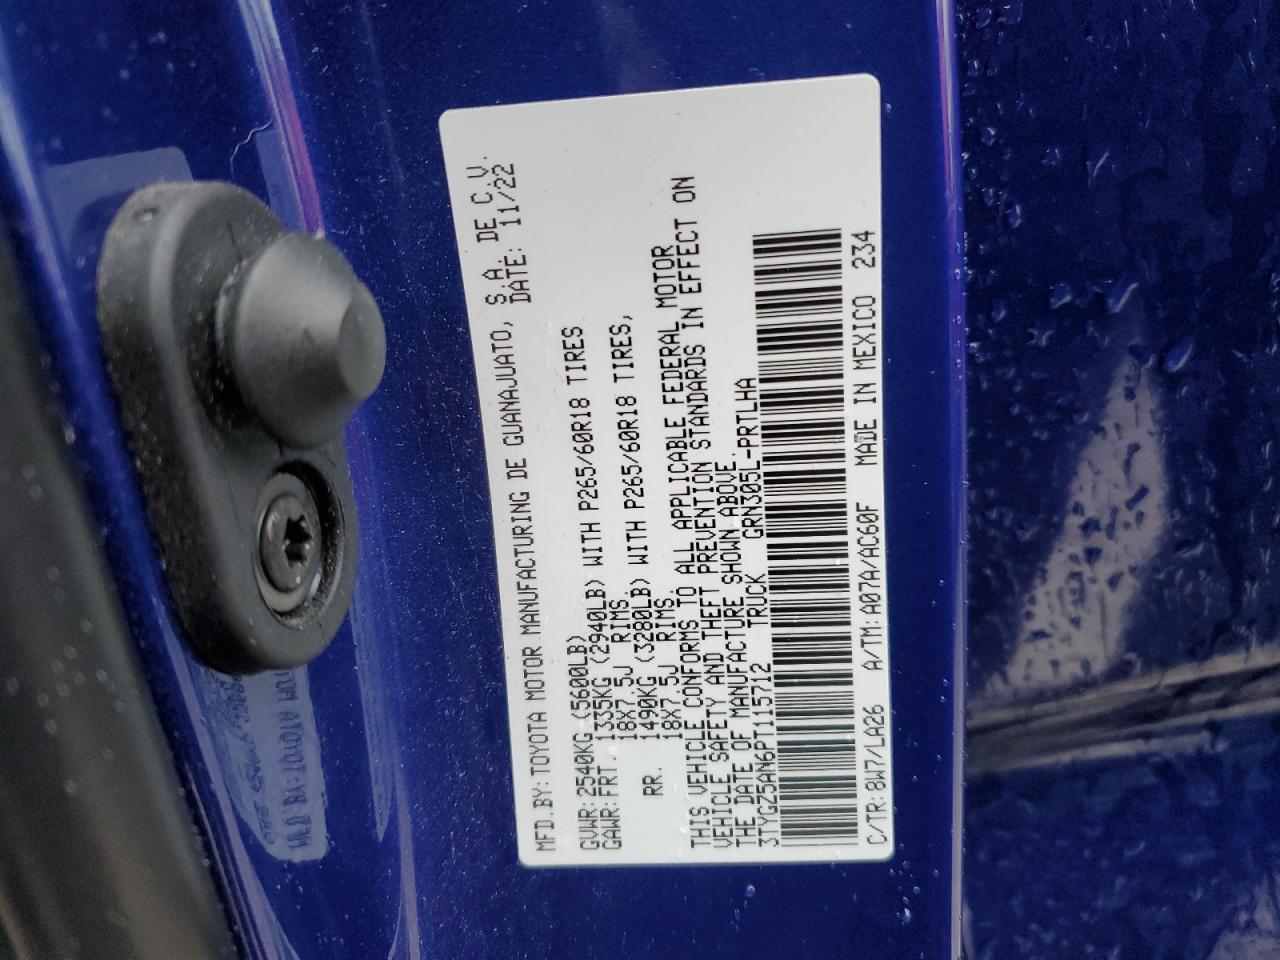 MFD.BY: TOYOTA MOTOR MANUFACTURING DE GUANAJUATO, S.A. DE C.V.
DATE: 11/22
GVWR: 2540KG (5600LB)
GAWR: FRT. 1335KG (2940LB) WITH P265/60R18 TIRES
18X7.5J RIMS,
RR. 1490KG (3280LB) WITH P265/60R18 TIRES,
18X7.5J RIMS.
THIS VEHICLE CONFORMS TO ALL APPLICABLE FEDERAL MOTOR
VEHICLE SAFETY AND THEFT PREVENTION STANDARDS IN EFFECT ON
THE DATE OF MANUFACTURE SHOWN ABOVE.
3TYGZ5AN6PT115712 TRUCK GRN305L-PRTLHA
C/TR: 8W7/LA26 A/TM: A07A/AC60F MADE IN MEXICO 234